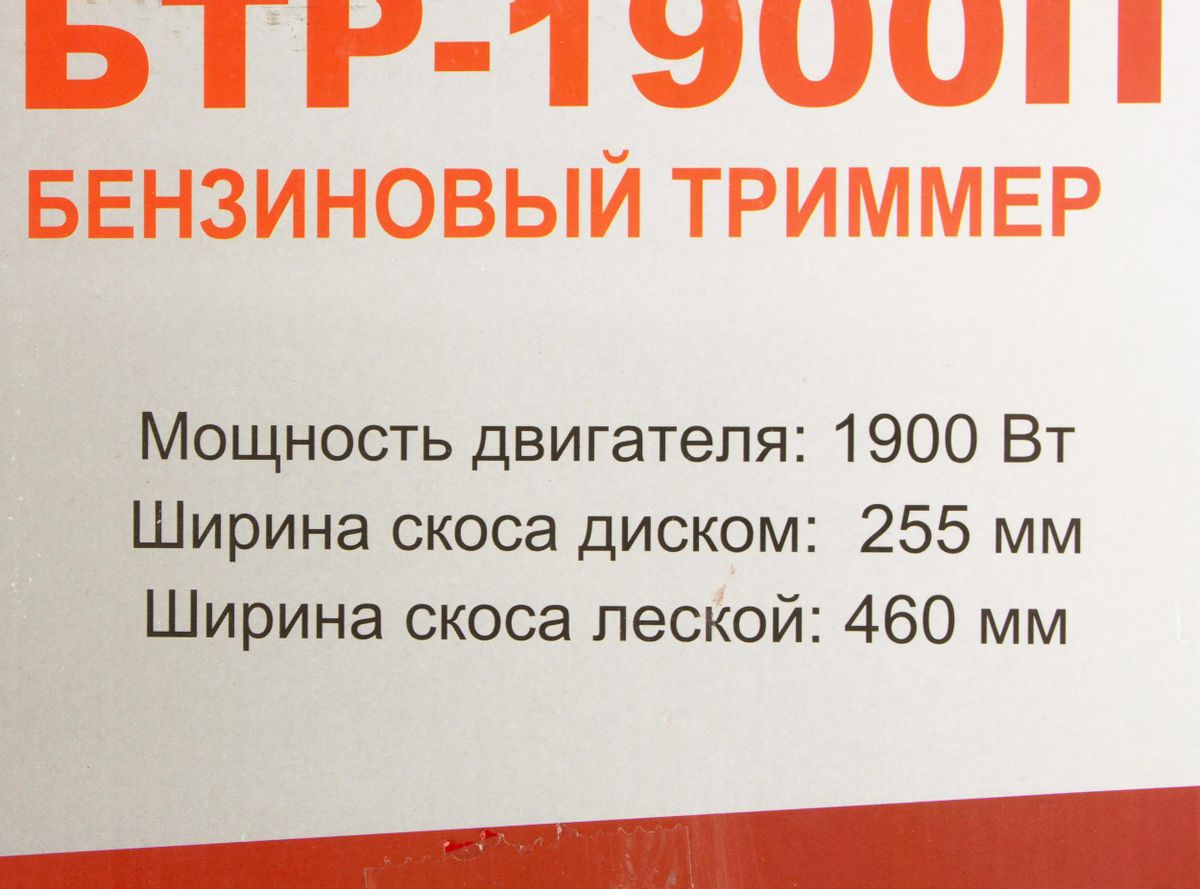 БТР-1900П
БЕНЗИНОВЫЙ ТРИММЕР
Мощность двигателя: 1900 Вт
Ширина скоса диском: 255 мм
Ширина скоса леской: 460 мм